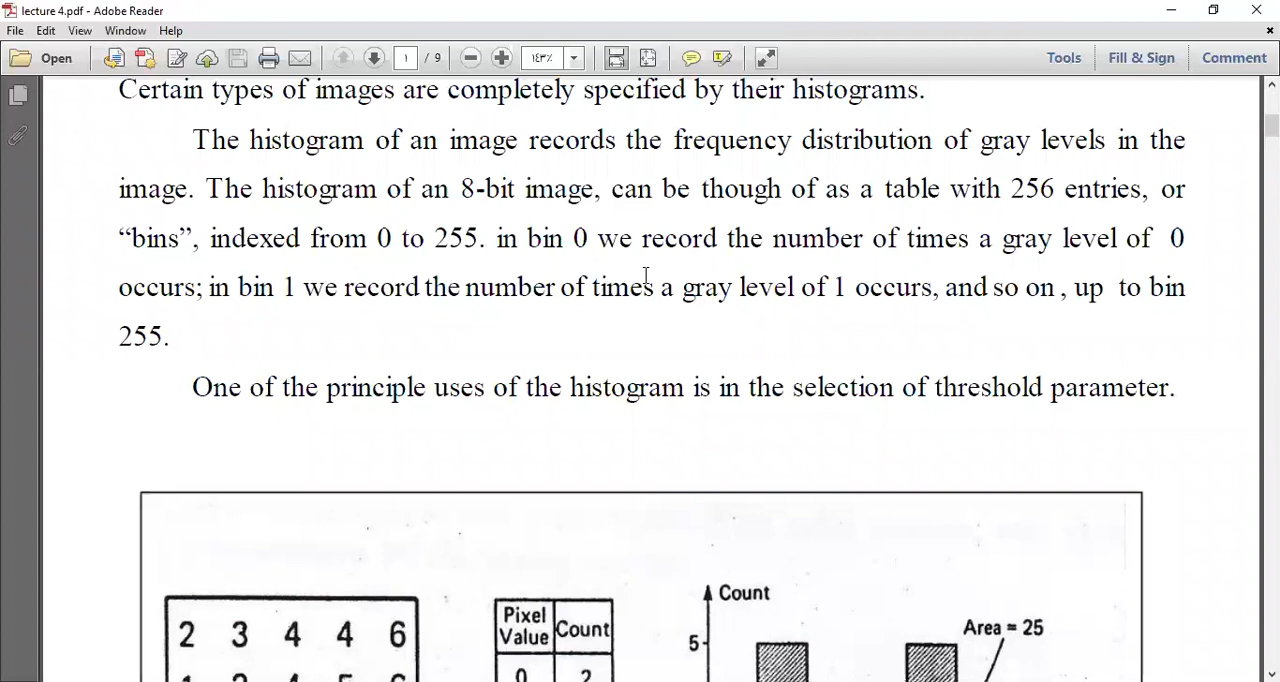 lecture 4.pdf - Adobe Reader
File Edit View Window Help
Open ١ / 9 ١٤٣٪ Tools Fill & Sign Comment
Certain types of images are completely specified by their histograms.
The histogram of an image records the frequency distribution of gray levels in the
image. The histogram of an 8-bit image, can be though of as a table with 256 entries, or
“bins”, indexed from 0 to 255. in bin 0 we record the number of times a gray level of 0
occurs; in bin 1 we record the number of times a gray level of 1 occurs, and so on , up to bin
255.
One of the principle uses of the histogram is in the selection of threshold parameter.
Count
Area = 25
Pixel
Value Count
2 3 4 4 6
5
0 2